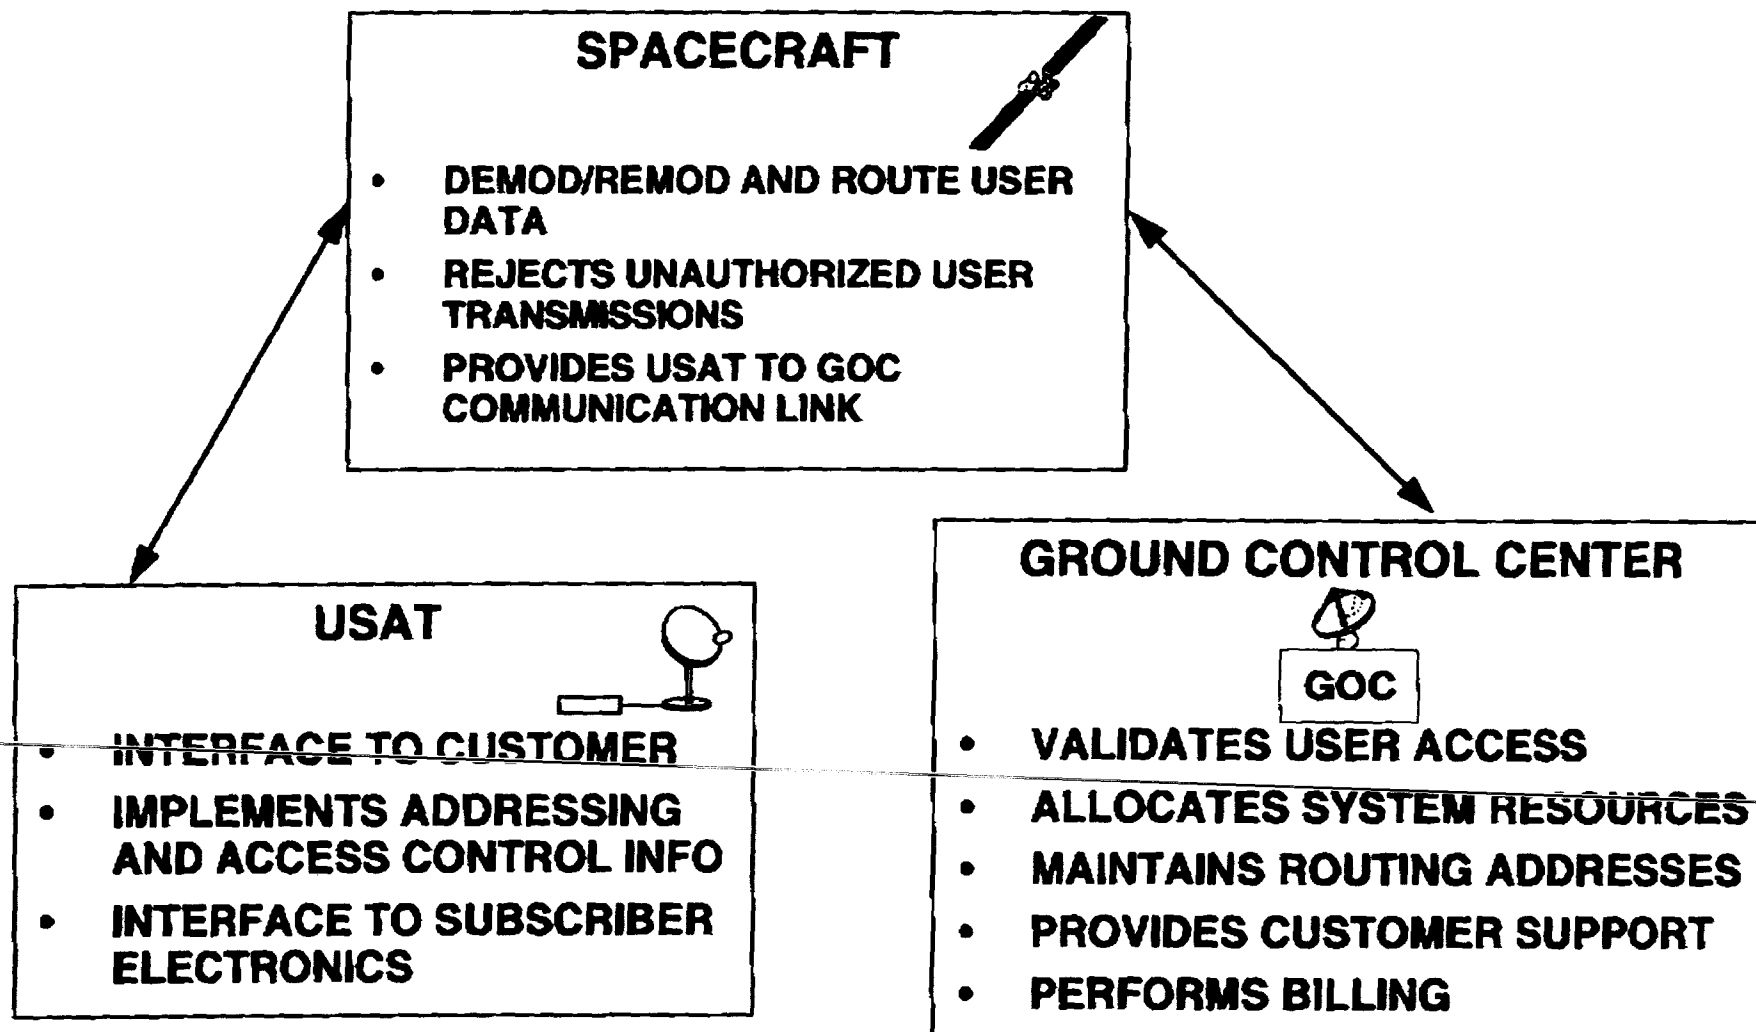 SPACECRAFT
• DEMOD/REMOD AND ROUTE USER
DATA
• REJECTS UNAUTHORIZED USER
TRANSMISSIONS
• PROVIDES USAT TO GOC
COMMUNICATION LINK
USAT
• INTERFACE TO CUSTOMER
• IMPLEMENTS ADDRESSING
AND ACCESS CONTROL INFO
• INTERFACE TO SUBSCRIBER
ELECTRONICS
GROUND CONTROL CENTER
GOC
• VALIDATES USER ACCESS
• ALLOCATES SYSTEM RESOURCES
• MAINTAINS ROUTING ADDRESSES
• PROVIDES CUSTOMER SUPPORT
• PERFORMS BILLING